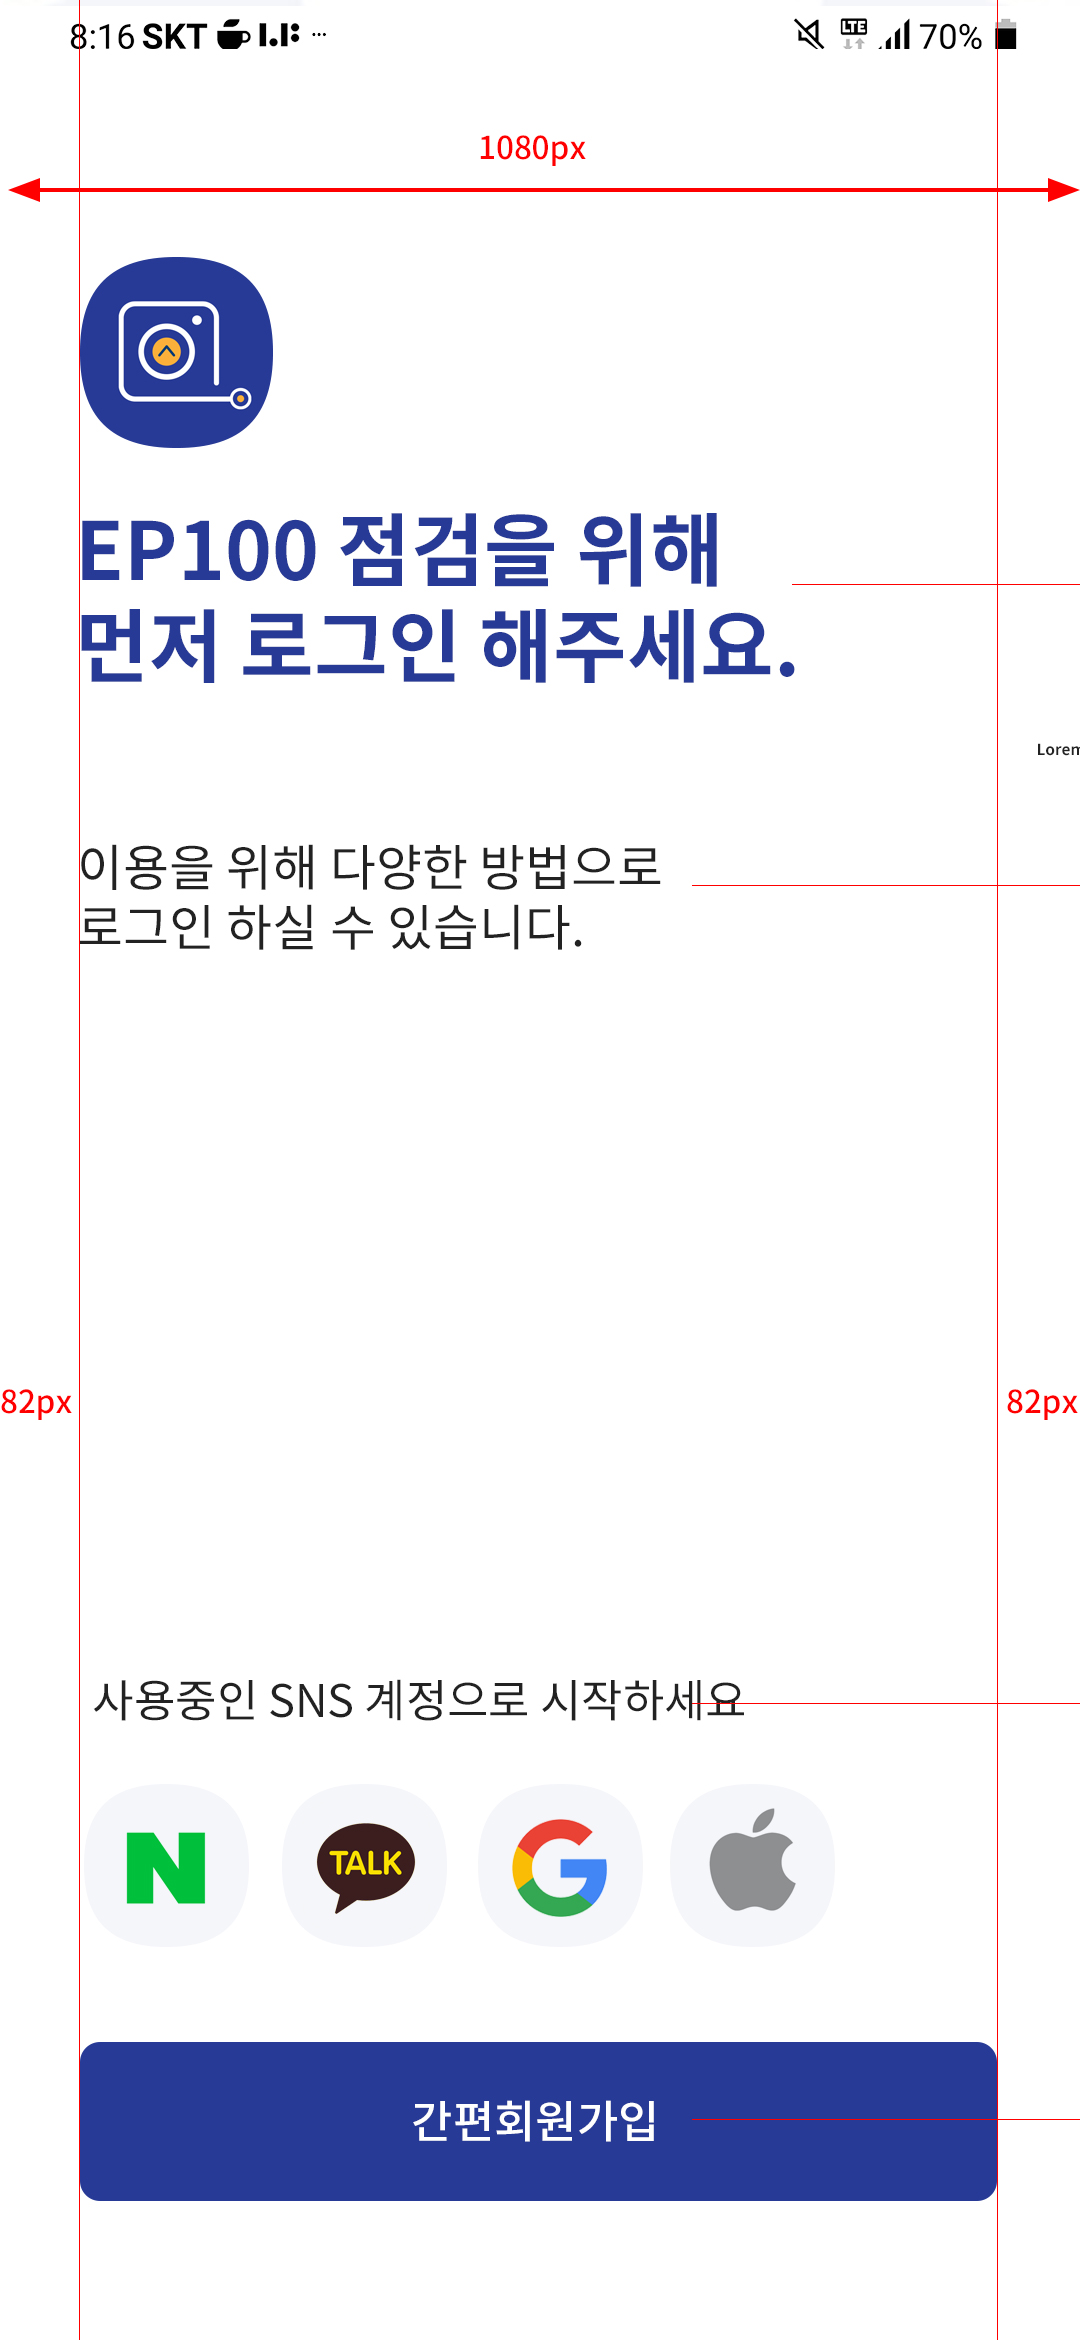 8:16 SKT
LTE
70%
1080px
EP100 점검을 위해
먼저 로그인 해주세요.
Lorem
이용을 위해 다양한 방법으로
로그인 하실 수 있습니다.
82px
82px
사용중인 SNS 계정으로 시작하세요
N
TALK
G
간편회원가입